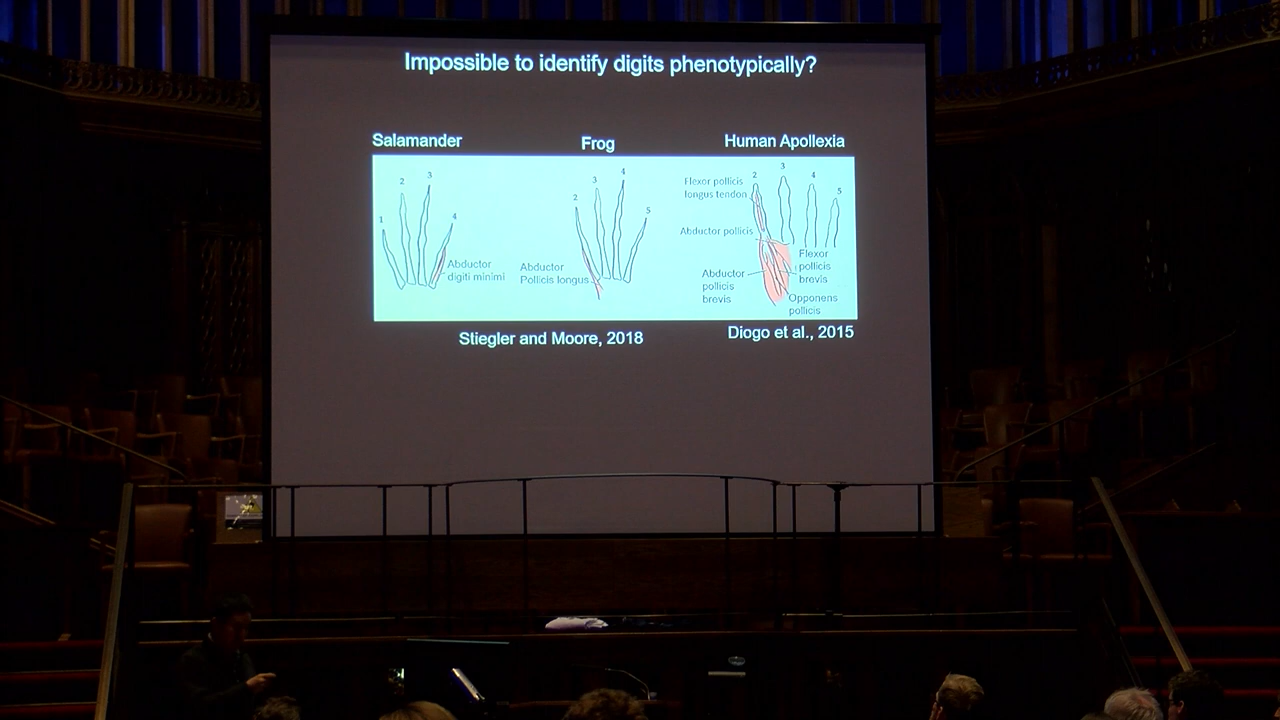 Impossible to identify digits phenotypically?
Salamander
Frog
Human Apollexia
1
2
3
4
Abductor
digiti minimi
2
3
4
5
Abductor
Pollicis longus
2
3
4
5
Flexor pollicis
longus tendon
Abductor pollicis
Abductor
pollicis
brevis
Flexor
pollicis
brevis
Opponens
pollicis
Stiegler and Moore, 2018
Diogo et al., 2015